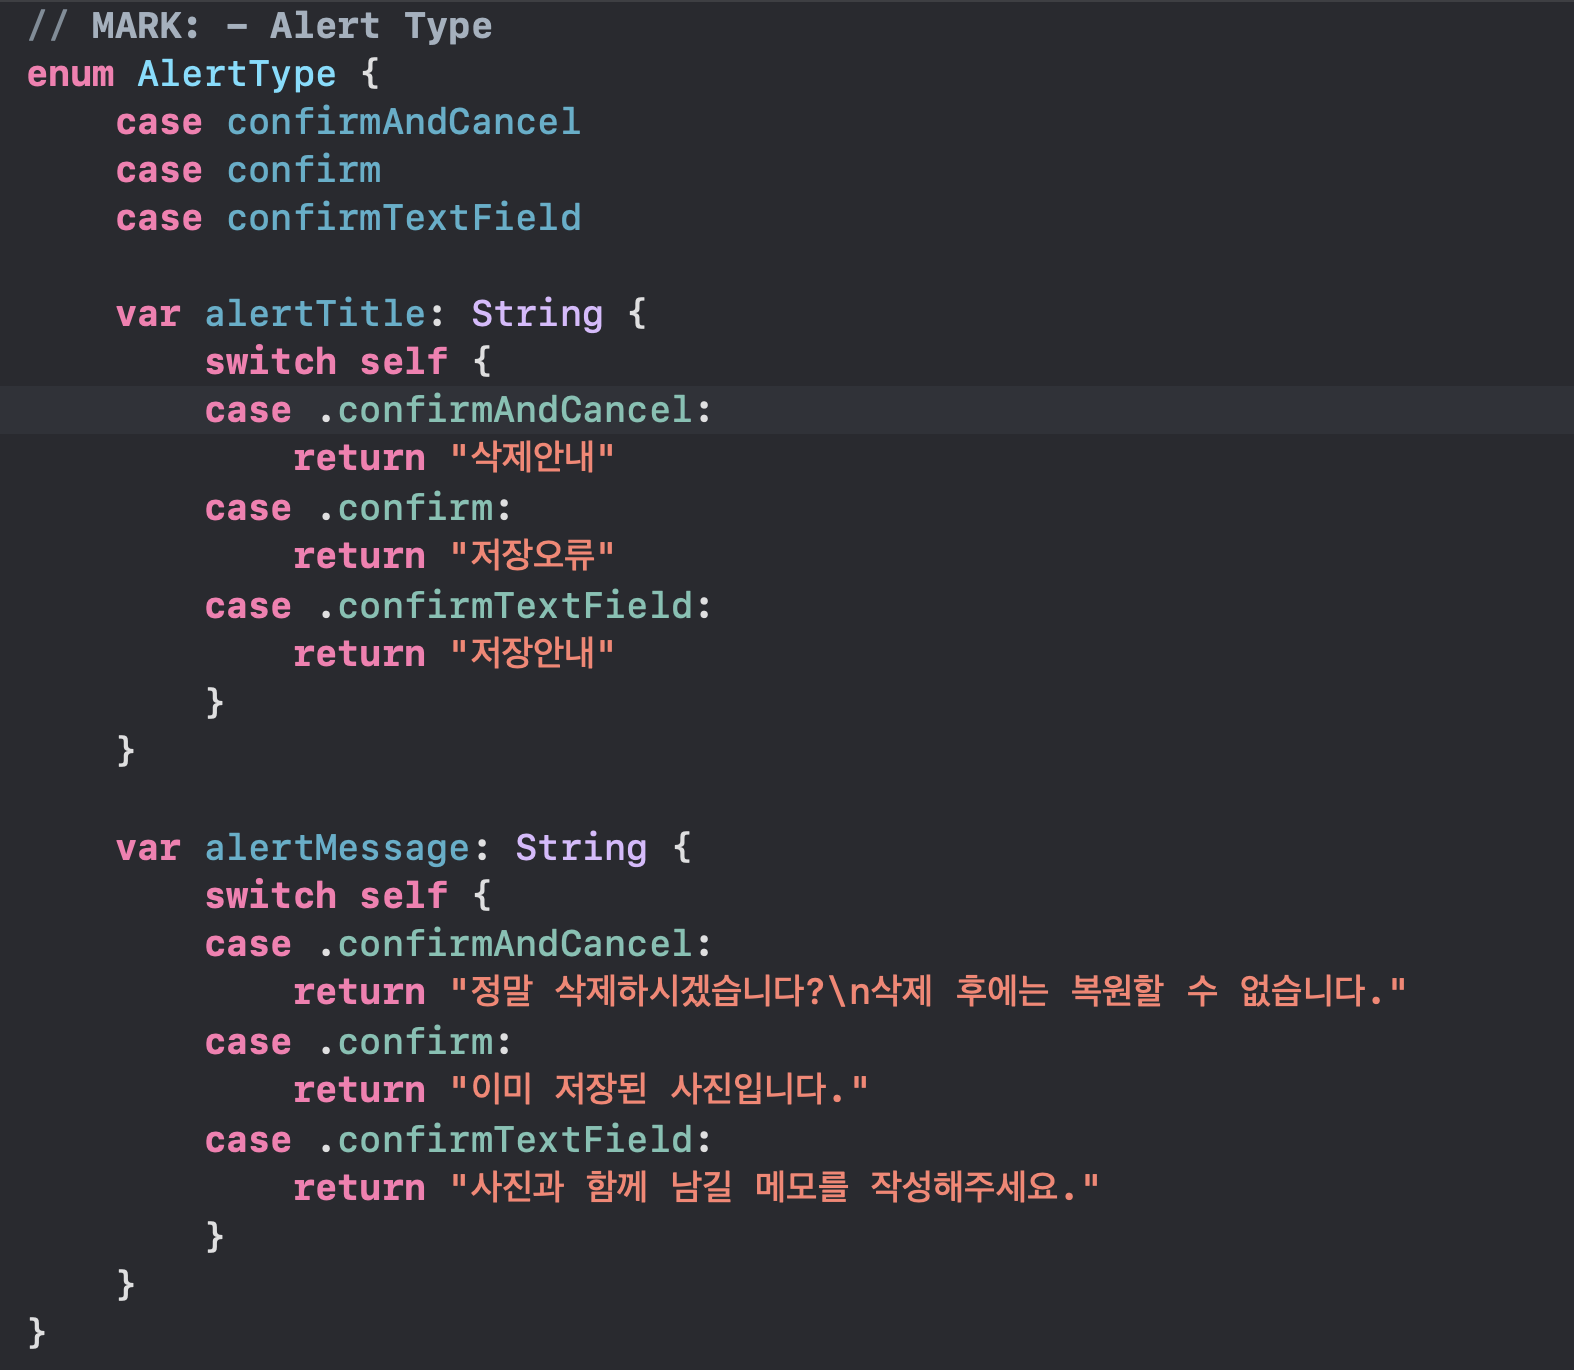 // MARK: - Alert Type
enum AlertType {
    case confirmAndCancel
    case confirm
    case confirmTextField

    var alertTitle: String {
        switch self {
        case .confirmAndCancel:
            return "삭제안내"
        case .confirm:
            return "저장오류"
        case .confirmTextField:
            return "저장안내"
        }
    }

    var alertMessage: String {
        switch self {
        case .confirmAndCancel:
            return "정말 삭제하시겠습니다?\n삭제 후에는 복원할 수 없습니다."
        case .confirm:
            return "이미 저장된 사진입니다."
        case .confirmTextField:
            return "사진과 함께 남길 메모를 작성해주세요."
        }
    }
}